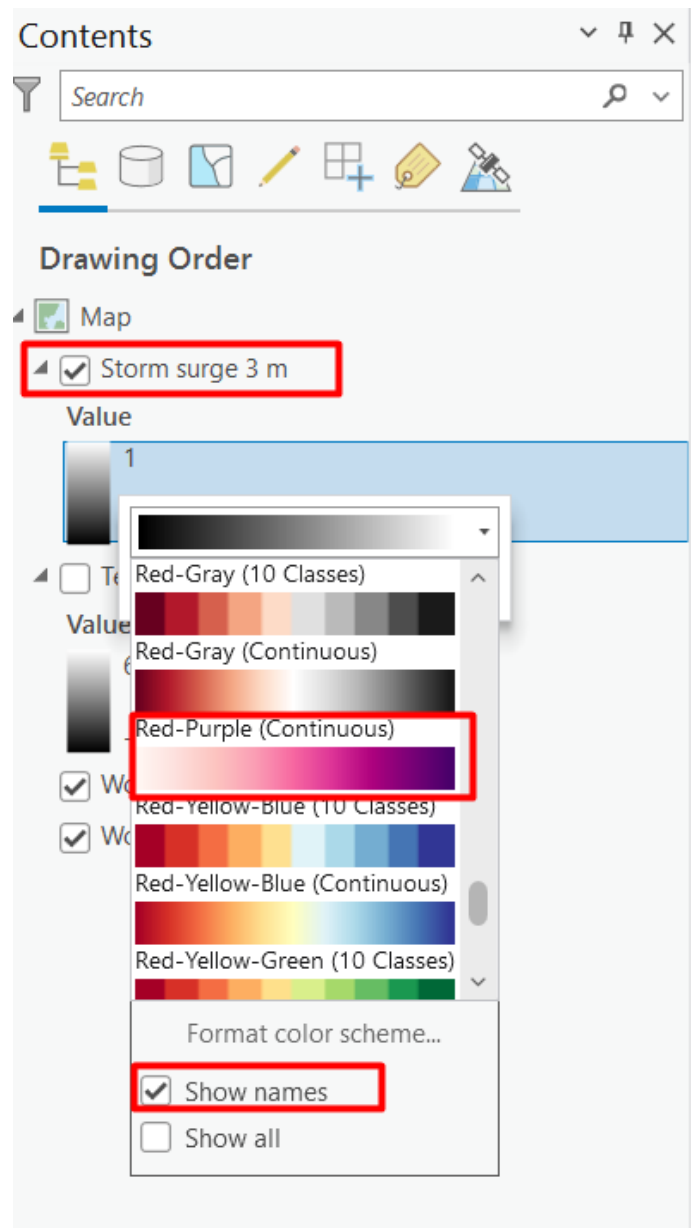 Contents
Search
Drawing Order
Map
Storm surge 3 m
Value
1
Red-Gray (10 Classes)
Value
Red-Gray (Continuous)
Red-Purple (Continuous)
Red-Yellow-Blue (10 Classes)
Red-Yellow-Blue (Continuous)
Red-Yellow-Green (10 Classes)
Format color scheme...
Show names
Show all